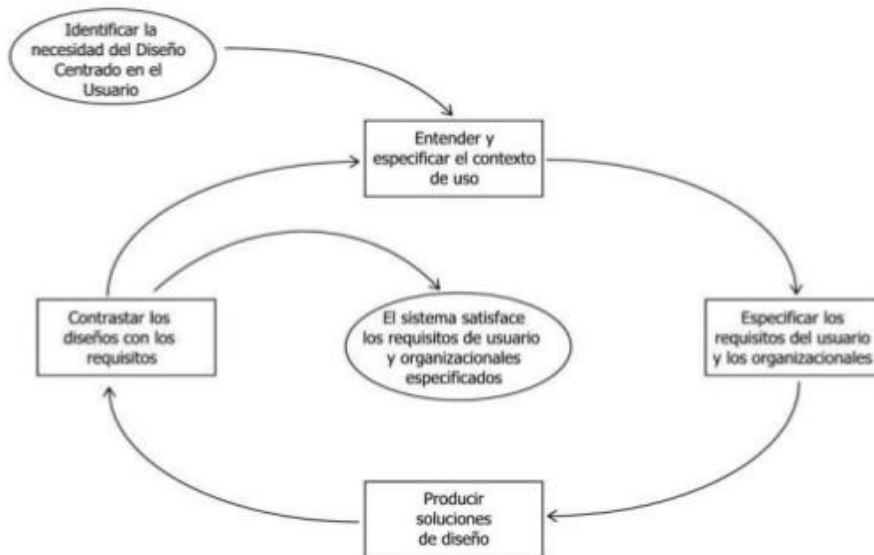 Identificar la
necesidad del Diseño
Centrado en el
Usuario
Entender y
especificar el contexto
de uso
Contrastar los
diseños con los
requisitos
El sistema satisface
los requisitos de usuario
y organizacionales
especificados
Especificar los
requisitos del usuario
y los organizacionales
Producir
soluciones
de diseño